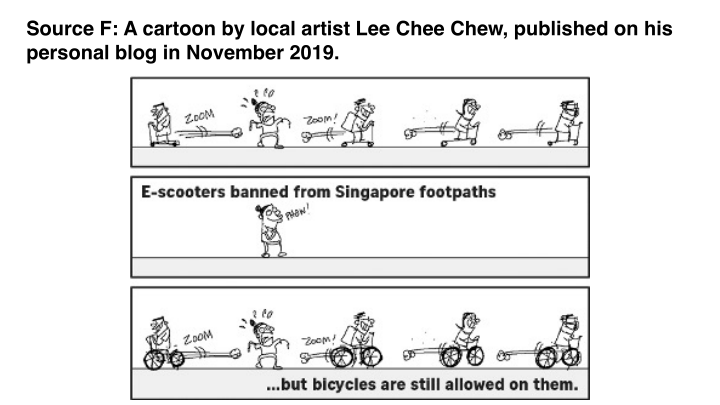 Source F: A cartoon by local artist Lee Chee Chew, published on his
personal blog in November 2019.
ZOOM
ZOOM!
E-scooters banned from Singapore footpaths
PHEW!
ZOOM
ZOOM!
...but bicycles are still allowed on them.